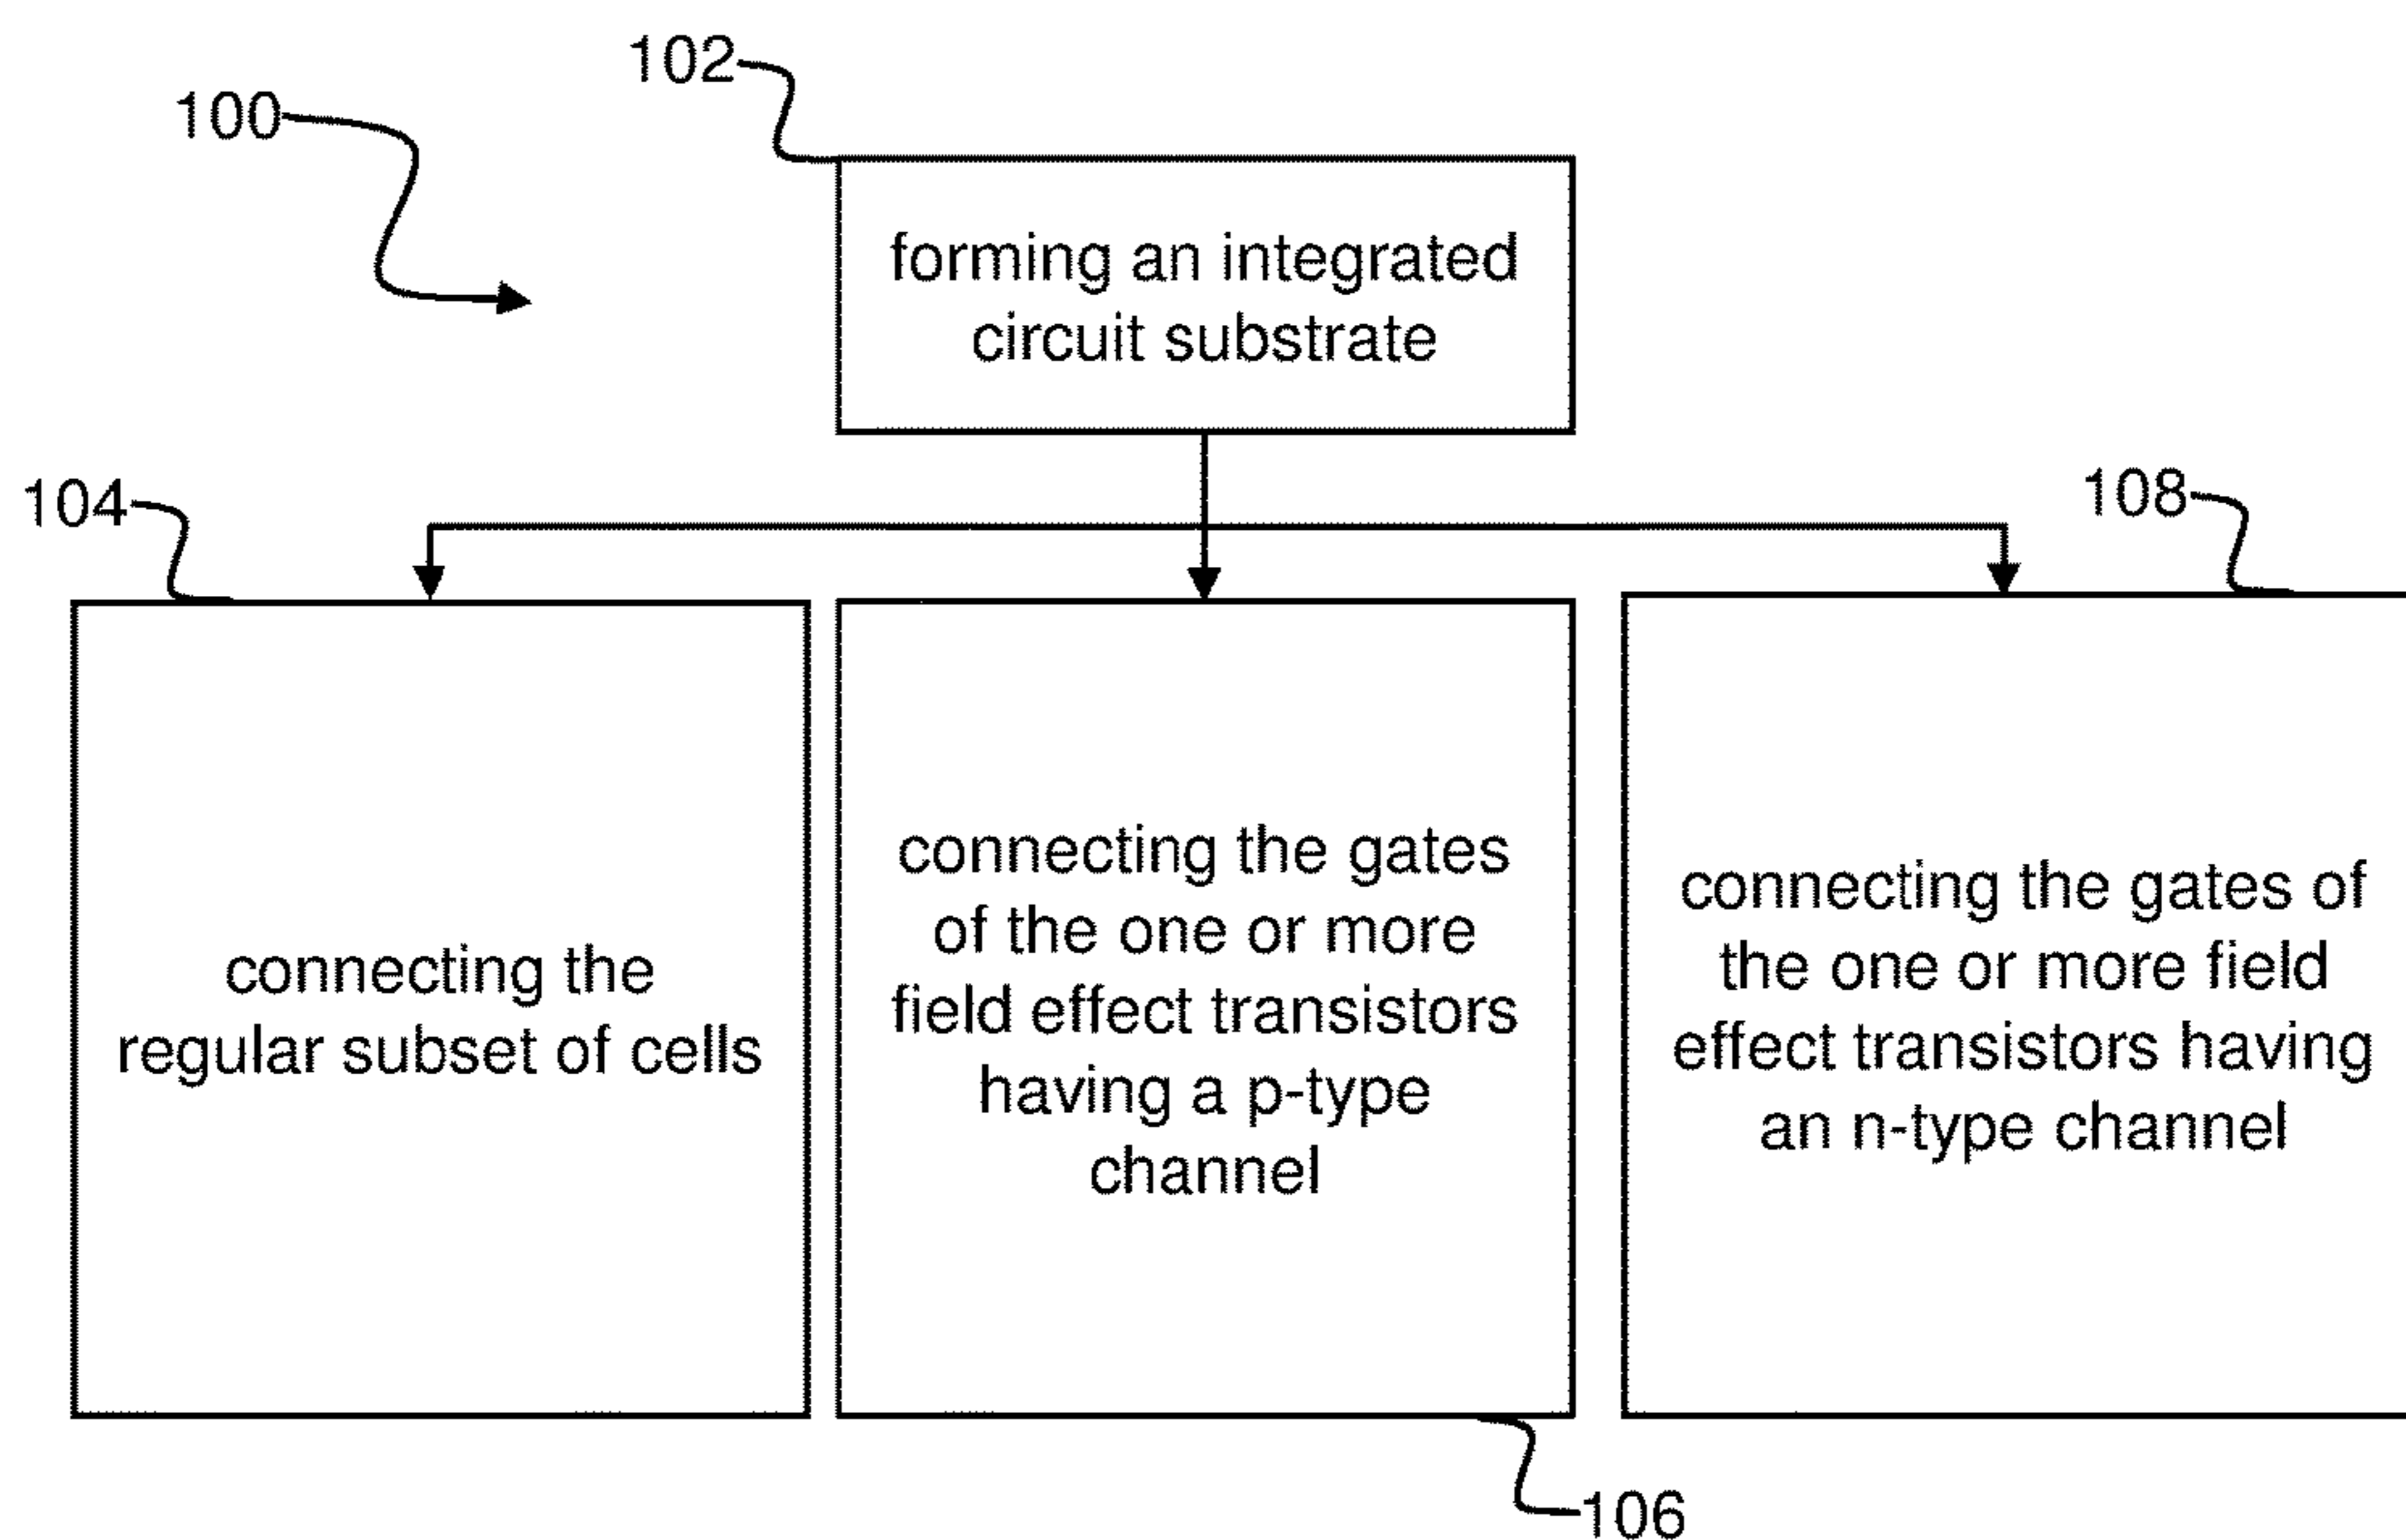 102
100
forming an integrated
circuit substrate
104
108
connecting the
regular subset of cells
connecting the gates
of the one or more
field effect transistors
having a p-type
channel
connecting the gates of
the one or more field
effect transistors having
an n-type channel
106